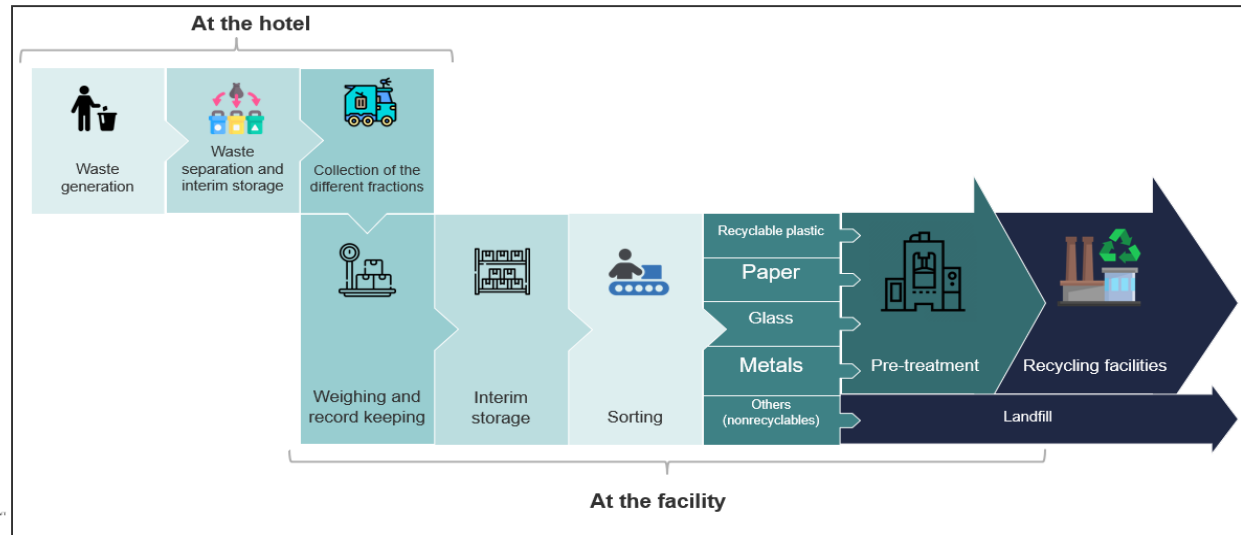 At the hotel
Waste
generation
Waste
separation and
interim storage
Collection of the
different fractions
Weighing and
record keeping
Interim
storage
Sorting
Recyclable plastic
Paper
Glass
Metals
Others
(nonrecyclables)
Pre-treatment
Recycling facilities
Landfill
At the facility